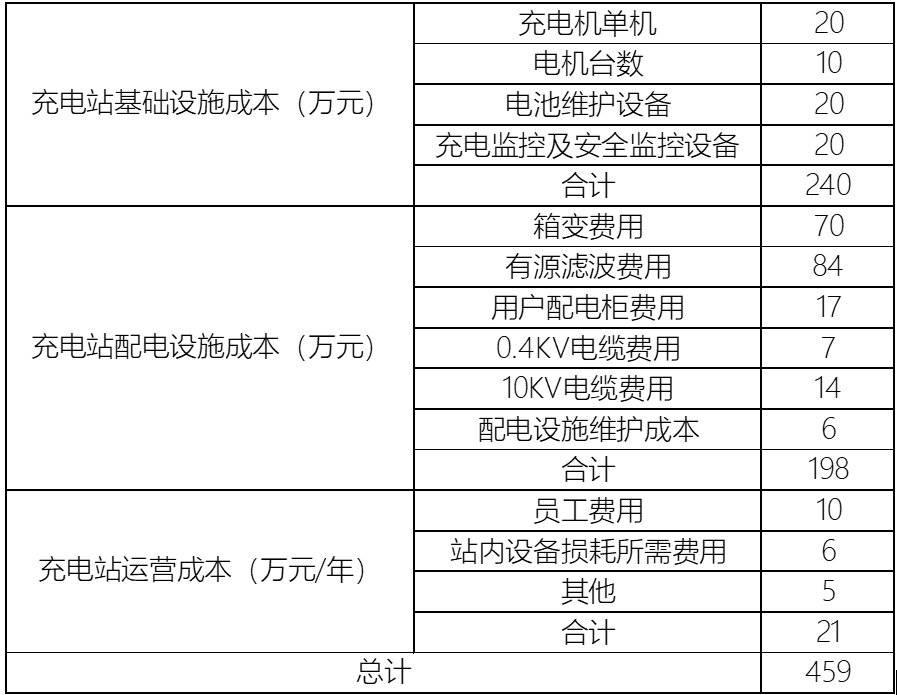 充电站基础设施成本（万元）
充电机单机 20
电机台数 10
电池维护设备 20
充电监控及安全监控设备 20
合计 240
充电站配电设施成本（万元）
箱变费用 70
有源滤波费用 84
用户配电柜费用 17
0.4KV电缆费用 7
10KV电缆费用 14
配电设施维护成本 6
合计 198
充电站运营成本（万元/年）
员工费用 10
站内设备损耗所需费用 6
其他 5
合计 21
总计 459